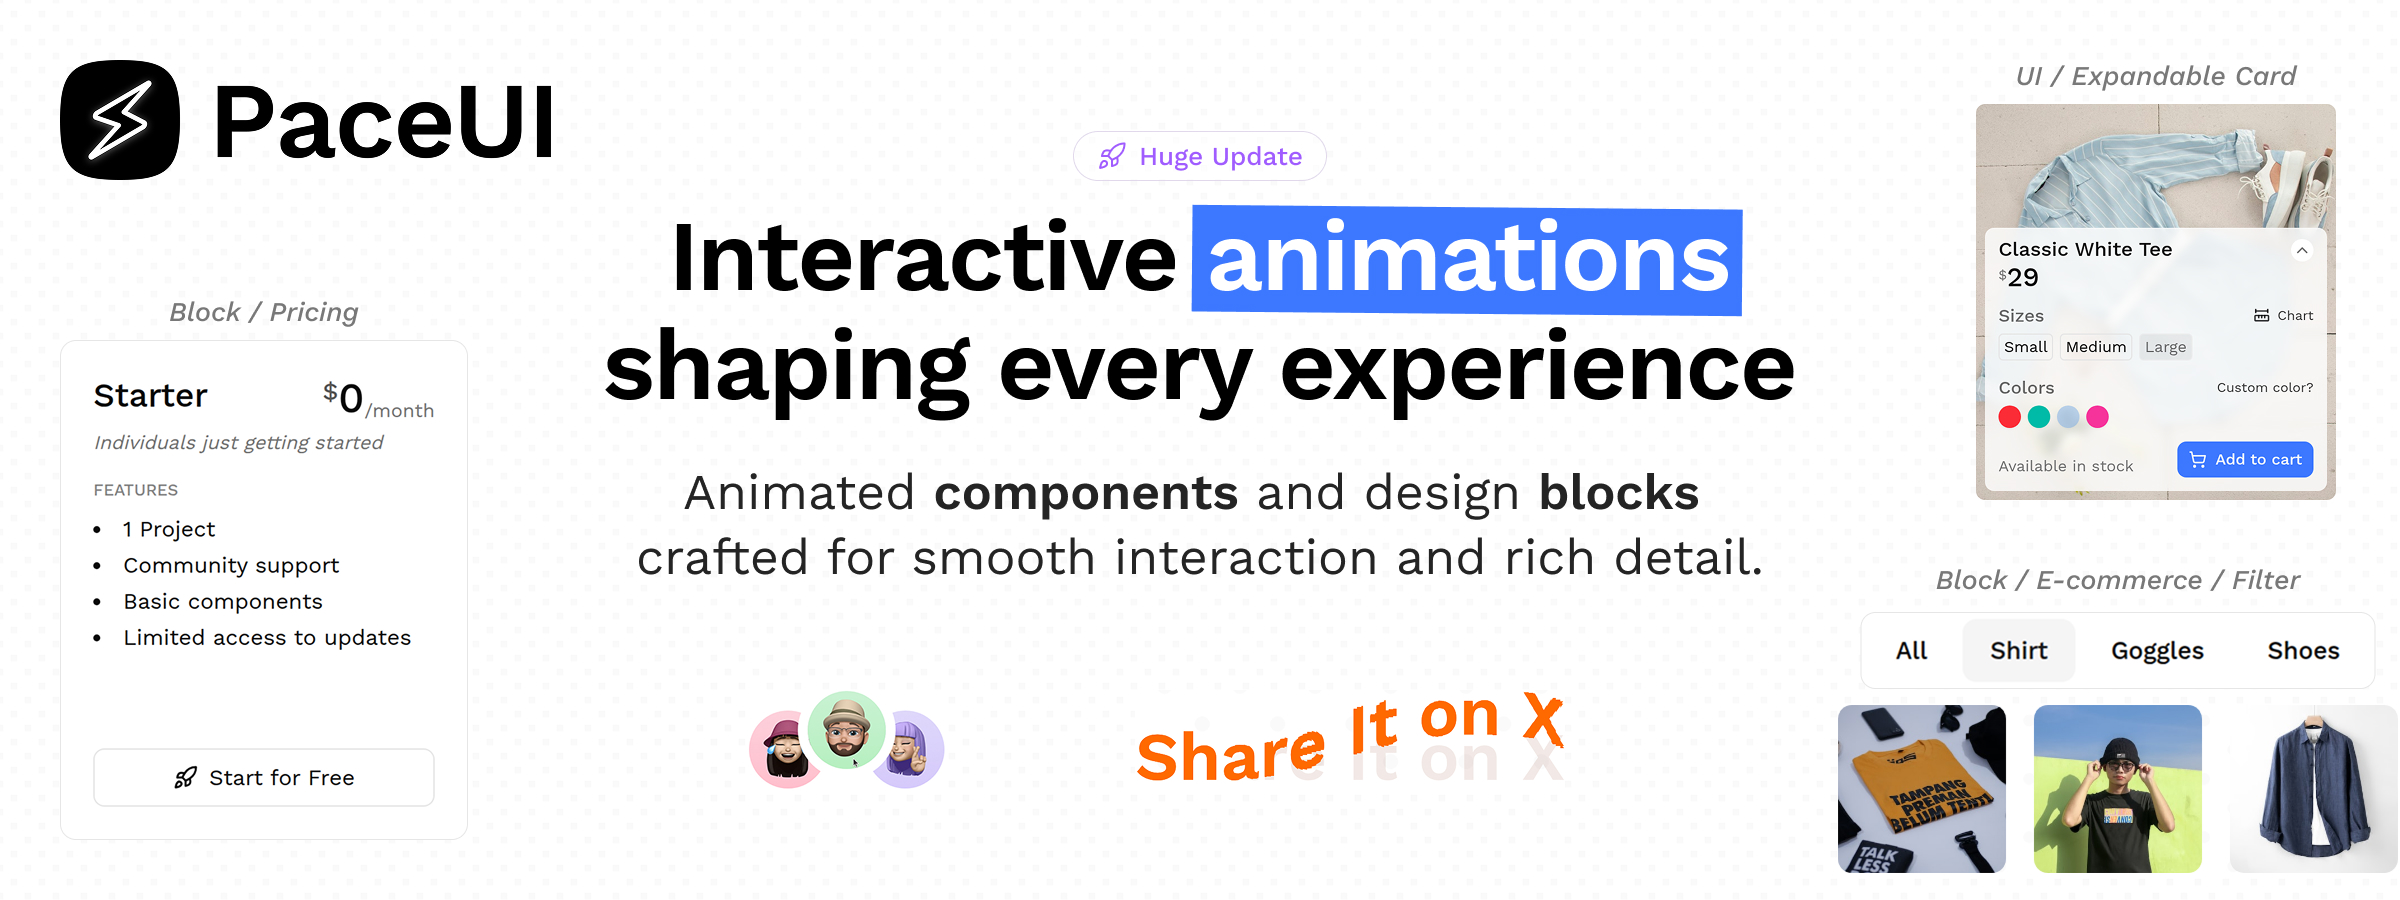 PaceUI
Huge Update
Interactive animations
shaping every experience
Animated components and design blocks
crafted for smooth interaction and rich detail.
Share It on X
Block / Pricing
Starter
$0/month
Individuals just getting started
FEATURES
• 1 Project
• Community support
• Basic components
• Limited access to updates
Start for Free
UI / Expandable Card
Classic White Tee
$29
Sizes
Chart
Small Medium Large
Colors
Custom color?
Available in stock
Add to cart
Block / E-commerce / Filter
All Shirt Goggles Shoes
TAMPANG
PREMAN
BELUM TENTU
TALK
LESS